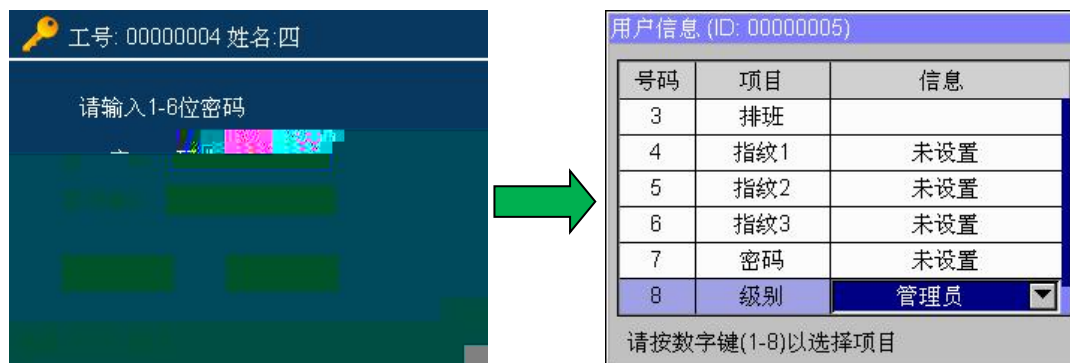 工号: 00000004 姓名:四
请输入1-6位密码
用户信息 (ID: 00000005)
号码 项目 信息
3 排班
4 指纹1 未设置
5 指纹2 未设置
6 指纹3 未设置
7 密码 未设置
8 级别 管理员
请按数字键(1-8)以选择项目